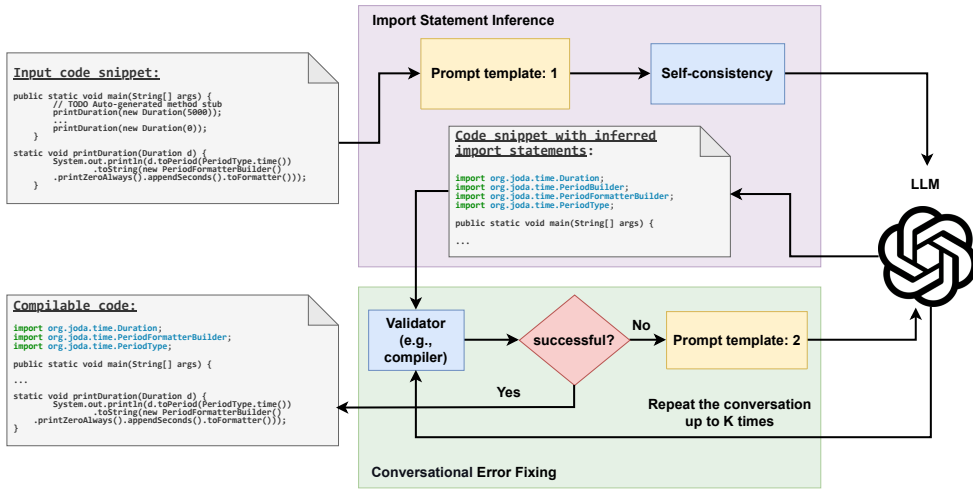 Import Statement Inference
Input code snippet:
public static void main(String[] args) {
// TODO Auto-generated method stub
printDuration(new Duration(5000));
...
printDuration(new Duration(0));
}
static void printDuration(Duration d) {
System.out.println(d.toPeriod(PeriodType.time())
.toString(new PeriodFormatterBuilder()
.printZeroAlways().appendSeconds().toFormatter()));
}
Prompt template: 1
Self-consistency
Code snippet with inferred
import statements:
import org.joda.time.Duration;
import org.joda.time.PeriodBuilder;
import org.joda.time.PeriodFormatterBuilder;
import org.joda.time.PeriodType;
public static void main(String[] args) {
...
LLM
Compilable code:
import org.joda.time.Duration;
import org.joda.time.PeriodFormatterBuilder;
import org.joda.time.PeriodType;
public static void main(String[] args) {
...
static void printDuration(Duration d) {
System.out.println(d.toPeriod(PeriodType.time())
.toString(new PeriodFormatterBuilder()
.printZeroAlways().appendSeconds().toFormatter()));
}
Validator
(e.g.,
compiler)
successful?
No
Yes
Prompt template: 2
Repeat the conversation
up to K times
Conversational Error Fixing